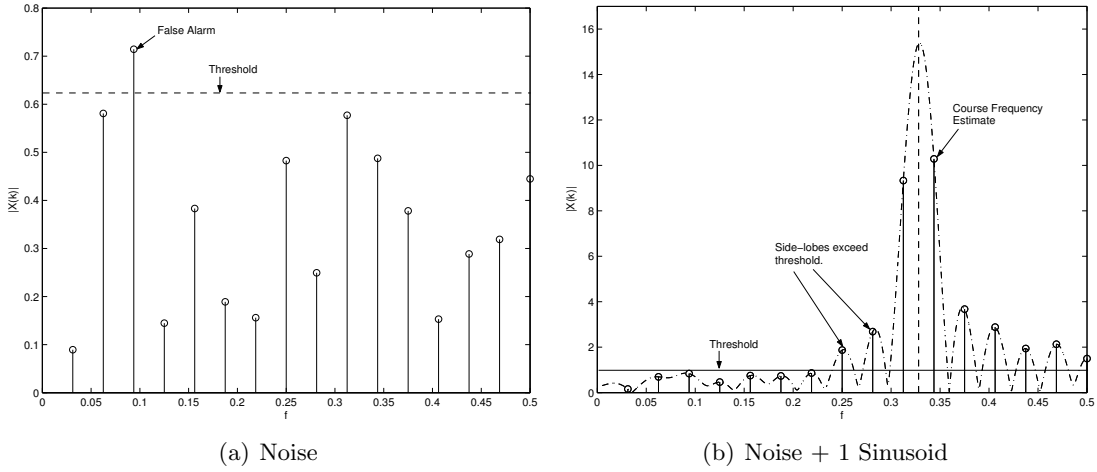 0.8
0.7
0.6
0.5
0.4
0.3
0.2
0.1
0
|X(k)|
False Alarm
Threshold
0 0.05 0.1 0.15 0.2 0.25 0.3 0.35 0.4 0.45 0.5
f
(a) Noise
16
14
12
10
8
6
4
2
0
|X(k)|
Course Frequency
Estimate
Side-lobes exceed
threshold.
Threshold
0 0.05 0.1 0.15 0.2 0.25 0.3 0.35 0.4 0.45 0.5
f
(b) Noise + 1 Sinusoid